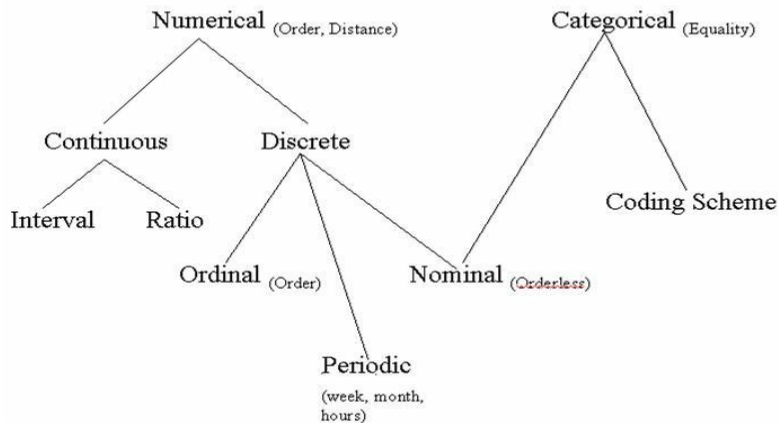 Numerical (Order, Distance)
Categorical (Equality)
Continuous
Discrete
Interval
Ratio
Coding Scheme
Ordinal (Order)
Nominal (Orderless)
Periodic
(week, month,
hours)